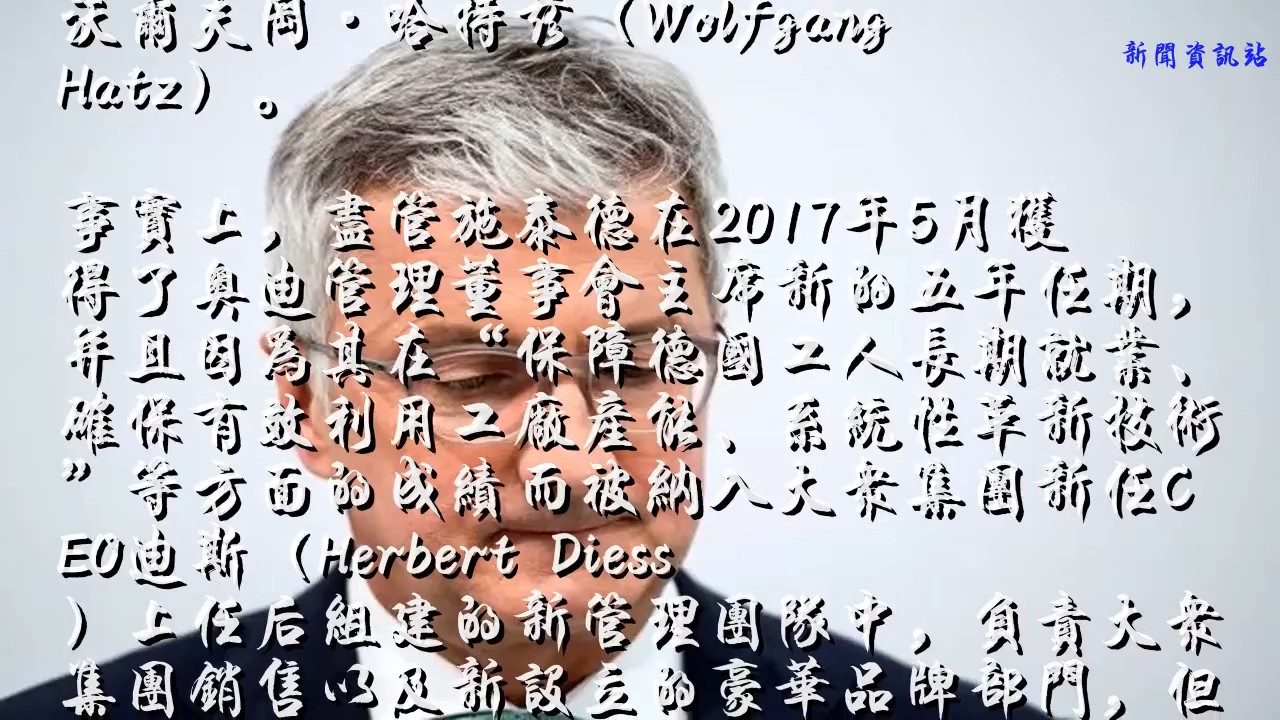 沃爾夫岡·哈特茲（Wolfgang
Hatz）。
新聞資訊站
事實上，盡管施泰德在2017年5月獲
得了奧迪管理董事會主席新的五年任期，
并且因為其在“保障德國工人長期就業、
確保有效利用工廠產能、系統性革新技術
”等方面的成績而被納入大眾集團新任C
EO迪斯（Herbert Diess
）上任后組建的新管理團隊中，負責大眾
集團銷售以及新設立的豪華品牌部門，但